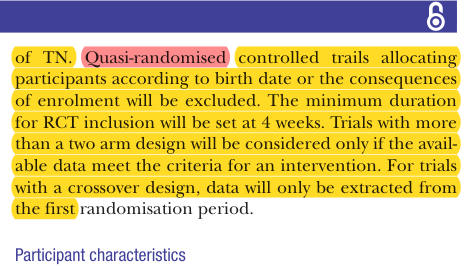 of TN. Quasi-randomised controlled trails allocating
participants according to birth date or the consequences
of enrolment will be excluded. The minimum duration
for RCT inclusion will be set at 4 weeks. Trials with more
than a two arm design will be considered only if the avail-
able data meet the criteria for an intervention. For trials
with a crossover design, data will only be extracted from
the first randomisation period.
Participant characteristics